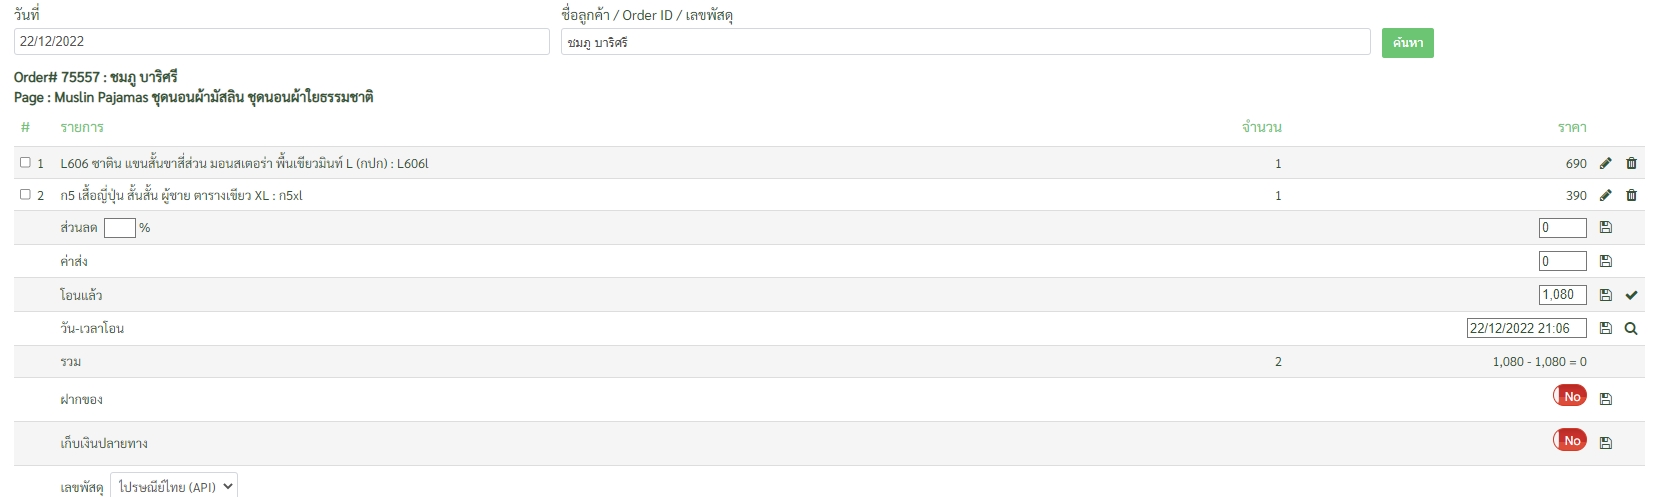 วันที่ ชื่อลูกค้า / Order ID / เลขพัสดุ
22/12/2022 ชมภู บาริศรี ค้นหา
Order# 75557 : ชมภู บาริศรี
Page : Muslin Pajamas ชุดนอนผ้ามัสลิน ชุดนอนผ้าใยธรรมชาติ
# รายการ จำนวน ราคา
1 L606 ซาติน แขนสั้นขาสี่ส่วน มอนสเตอร่า พื้นเขียวมินท์ L (กปก) : L606l 1 690
2 ก5 เสื้อญี่ปุ่น สั้นสั้น ผู้ชาย ตารางเขียว XL : ก5xl 1 390
ส่วนลด % 0
ค่าส่ง 0
โอนแล้ว 1,080
วัน-เวลาโอน 22/12/2022 21:06
รวม 2 1,080 - 1,080 = 0
ฝากของ No
เก็บเงินปลายทาง No
เลขพัสดุ ไปรษณีย์ไทย (API)